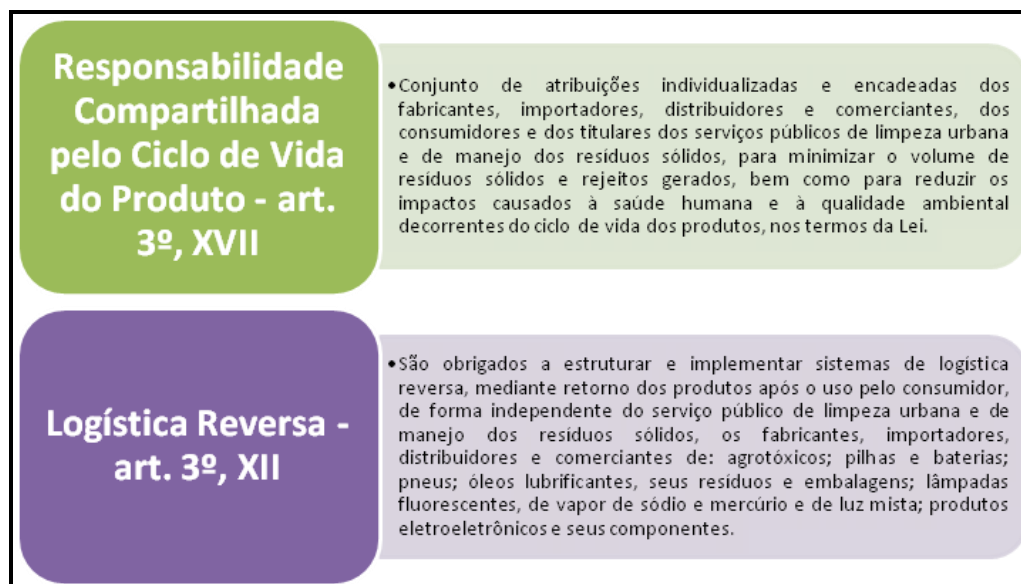 Responsabilidade
Compartilhada
pelo Ciclo de Vida
do Produto - art.
3º, XVII
•Conjunto de atribuições individualizadas e encadeadas dos
fabricantes, importadores, distribuidores e comerciantes, dos
consumidores e dos titulares dos serviços públicos de limpeza urbana
e de manejo dos resíduos sólidos, para minimizar o volume de
resíduos sólidos e rejeitos gerados, bem como para reduzir os
impactos causados à saúde humana e à qualidade ambiental
decorrentes do ciclo de vida dos produtos, nos termos da Lei.
Logística Reversa -
art. 3º, XII
•São obrigados a estruturar e implementar sistemas de logística
reversa, mediante retorno dos produtos após o uso pelo consumidor,
de forma independente do serviço público de limpeza urbana e de
manejo dos resíduos sólidos, os fabricantes, importadores,
distribuidores e comerciantes de: agrotóxicos; pilhas e baterias;
pneus; óleos lubrificantes, seus resíduos e embalagens; lâmpadas
fluorescentes, de vapor de sódio e mercúrio e de luz mista; produtos
eletroeletrônicos e seus componentes.